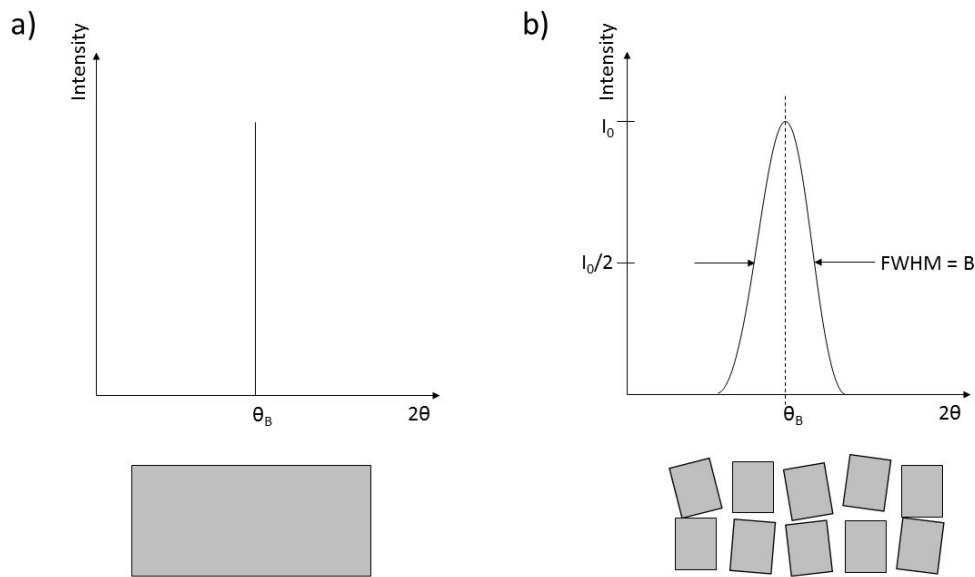 a)
Intensity
θB
2θ
b)
Intensity
I0
I0/2
FWHM = B
θB
2θ